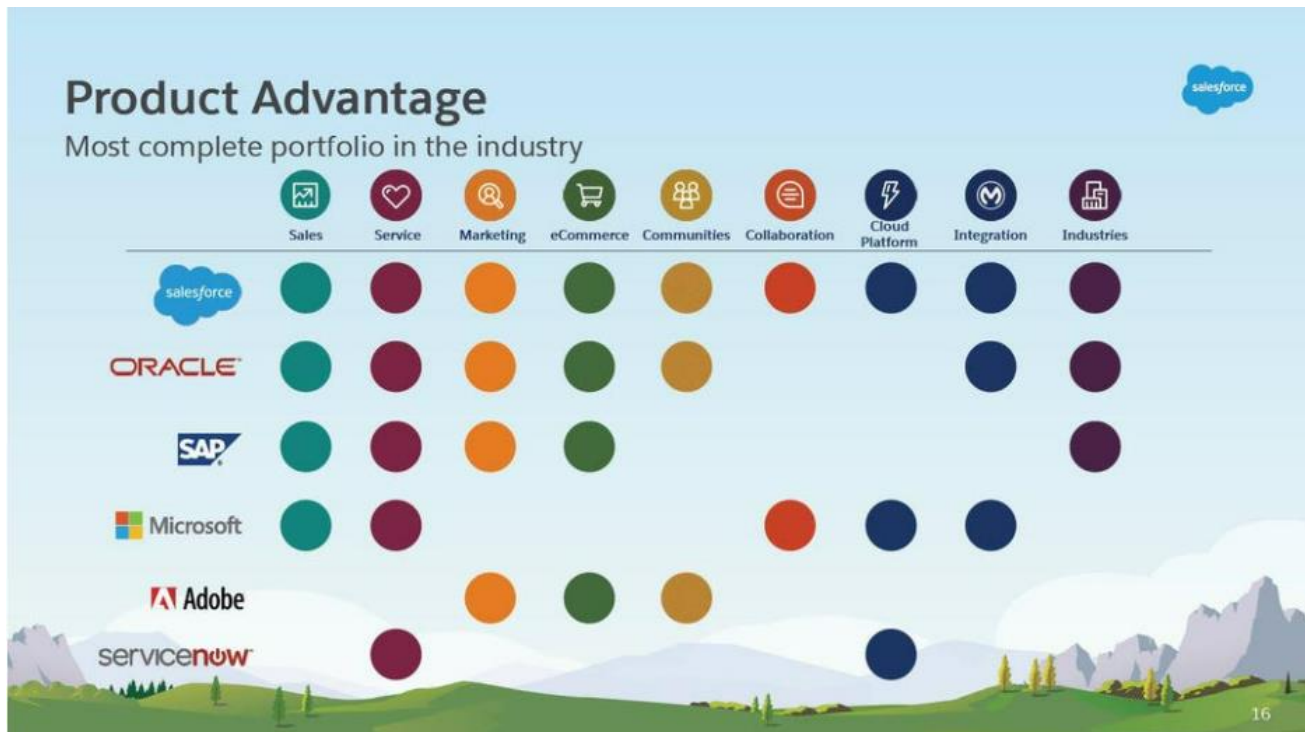 Product Advantage
salesforce
Most complete portfolio in the industry
Sales
Service
Marketing
eCommerce
Communities
Collaboration
Cloud
Platform
Integration
Industries
salesforce
ORACLE
SAP
Microsoft
Adobe
servicenow
16